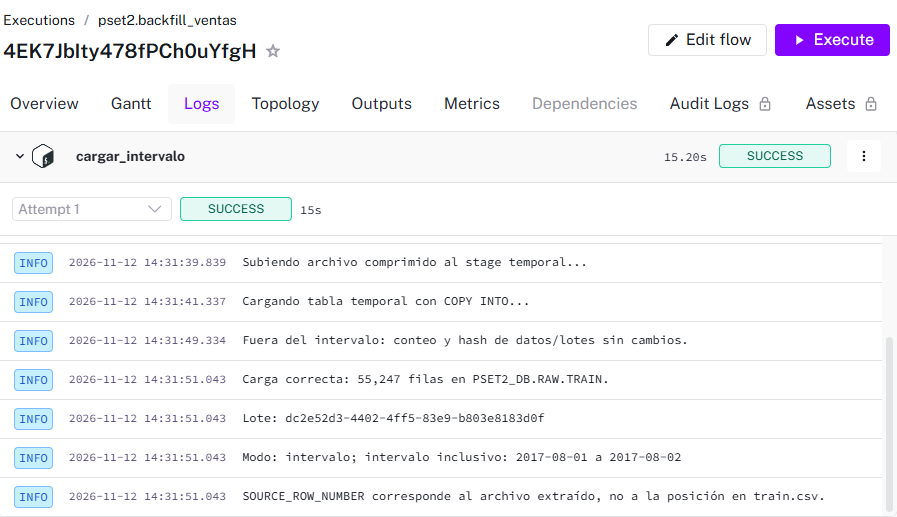 Executions / pset2.backfill_ventas
4EK7JbIty478fPCh0uYfgH
Edit flow
Execute
Overview Gantt Logs Topology Outputs Metrics Dependencies Audit Logs Assets
cargar_intervalo 15.20s SUCCESS
Attempt 1 SUCCESS 15s
INFO 2026-11-12 14:31:39.839 Subiendo archivo comprimido al stage temporal...
INFO 2026-11-12 14:31:41.337 Cargando tabla temporal con COPY INTO...
INFO 2026-11-12 14:31:49.334 Fuera del intervalo: conteo y hash de datos/lotes sin cambios.
INFO 2026-11-12 14:31:51.043 Carga correcta: 55,247 filas en PSET2_DB.RAW.TRAIN.
INFO 2026-11-12 14:31:51.043 Lote: dc2e52d3-4402-4ff5-83e9-b803e8183d0f
INFO 2026-11-12 14:31:51.043 Modo: intervalo; intervalo inclusivo: 2017-08-01 a 2017-08-02
INFO 2026-11-12 14:31:51.043 SOURCE_ROW_NUMBER corresponde al archivo extraído, no a la posición en train.csv.